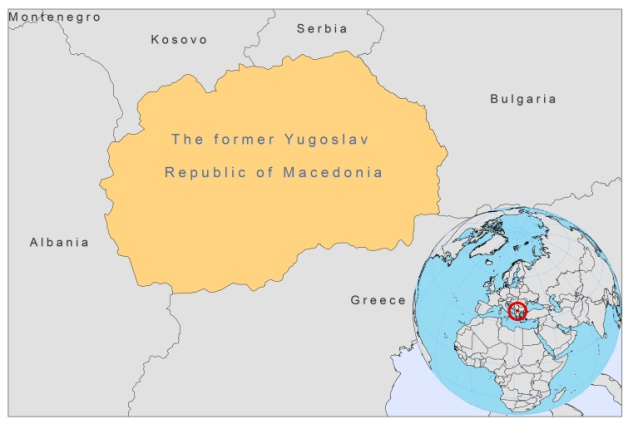 Montenegro
Kosovo
Serbia
Bulgaria
The former Yugoslav
Republic of Macedonia
Albania
Greece